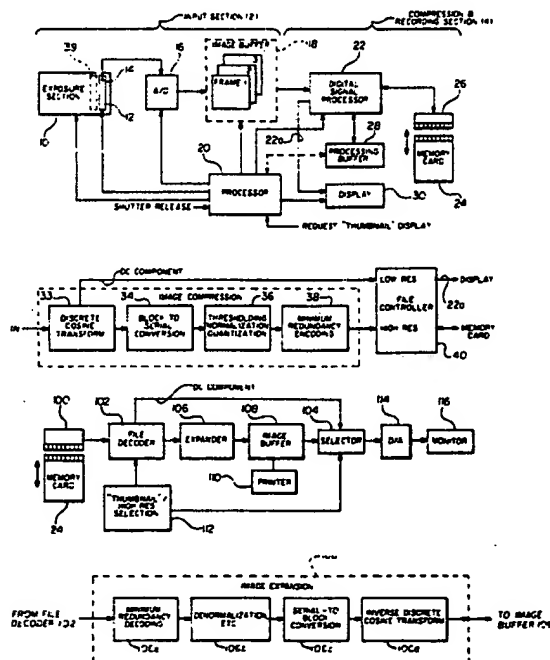 INPUT SECTION (2)
COMPRESSION &
RECORDING SECTION (4)
39
14
16
IMAGE BUFFER
18
22
EXPOSURE
SECTION
A/D
FRAME 1
DIGITAL
SIGNAL
PROCESSOR
26
12
10
20
22a
28
PROCESSING
BUFFER
MEMORY
CARD
PROCESSOR
DISPLAY
30
24
SHUTTER RELEASE
REQUEST "THUMBNAIL" DISPLAY
DC COMPONENT
LOW RES
DISPLAY
33
34
IMAGE COMPRESSION
36
38
22a
IN
DISCRETE
COSINE
TRANSFORM
BLOCK TO
SERIAL
CONVERSION
THRESHOLDING
NORMALIZATION
QUANTIZATION
MINIMUM
REDUNDANCY
ENCODING
FILE
CONTROLLER
HIGH RES
MEMORY
CARD
40
DC COMPONENT
100
102
106
108
104
114
116
FILE
DECODER
EXPANDER
IMAGE
BUFFER
SELECTOR
D/A
MONITOR
MEMORY
CARD
110
PRINTER
24
"THUMBNAIL"/
HIGH RES
SELECTION
112
IMAGE EXPANSION
FROM FILE
DECODER 102
MINIMUM
REDUNDANCY
DECODING
DENORMALIZATION
ETC
SERIAL-TO
BLOCK
CONVERSION
INVERSE DISCRETE
COSINE TRANSFORM
TO IMAGE
BUFFER 108
106a